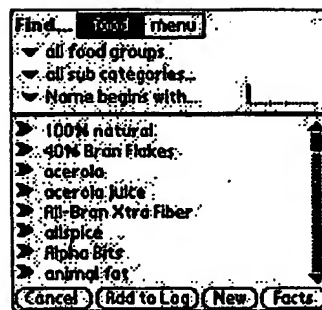 Find... food menu
all food groups
all sub categories...
Name begins with...
100% natural
40% Bran Flakes
acerola
acerola juice
All-Bran Xtra Fiber
allspice
Alpha Bits
animal fat
Cancel Add to Log New Facts